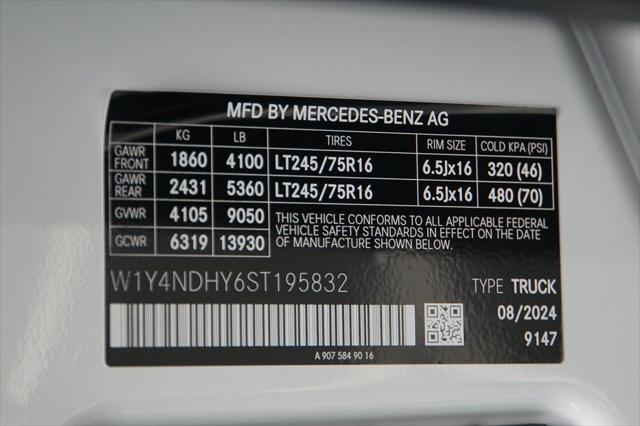 MFD BY MERCEDES-BENZ AG
KG LB TIRES RIM SIZE COLD KPA (PSI)
GAWR FRONT 1860 4100 LT245/75R16 6.5Jx16 320 (46)
GAWR REAR 2431 5360 LT245/75R16 6.5Jx16 480 (70)
GVWR 4105 9050 THIS VEHICLE CONFORMS TO ALL APPLICABLE FEDERAL
VEHICLE SAFETY STANDARDS IN EFFECT ON THE DATE
GCWR 6319 13930 OF MANUFACTURE SHOWN ABOVE.
W1Y4NDHY6ST195832 TYPE TRUCK
08/2024
9147
A 907 584 90 16